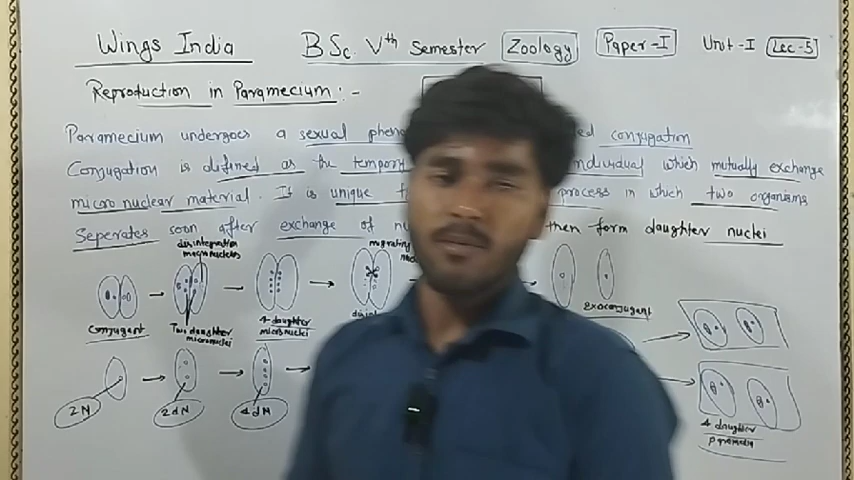 Wings India BSc. Vth Semester Zoology Paper-I Unit-I Lec-5
Reproduction in Paramecium:-
Paramecium undergoes a sexual conjugation
Conjugation is defined as the which mutually exchange
micro nuclear material. It is unique process in which two organisms
Seperates soon after exchange of then form daughter nuclei
disintegration
macronucleus
migrating
conjugant
Two daughter
micronuclei
4-daughter
micronuclei
exconjugant
2N
2dN
4dN
4 daughter
paramecia